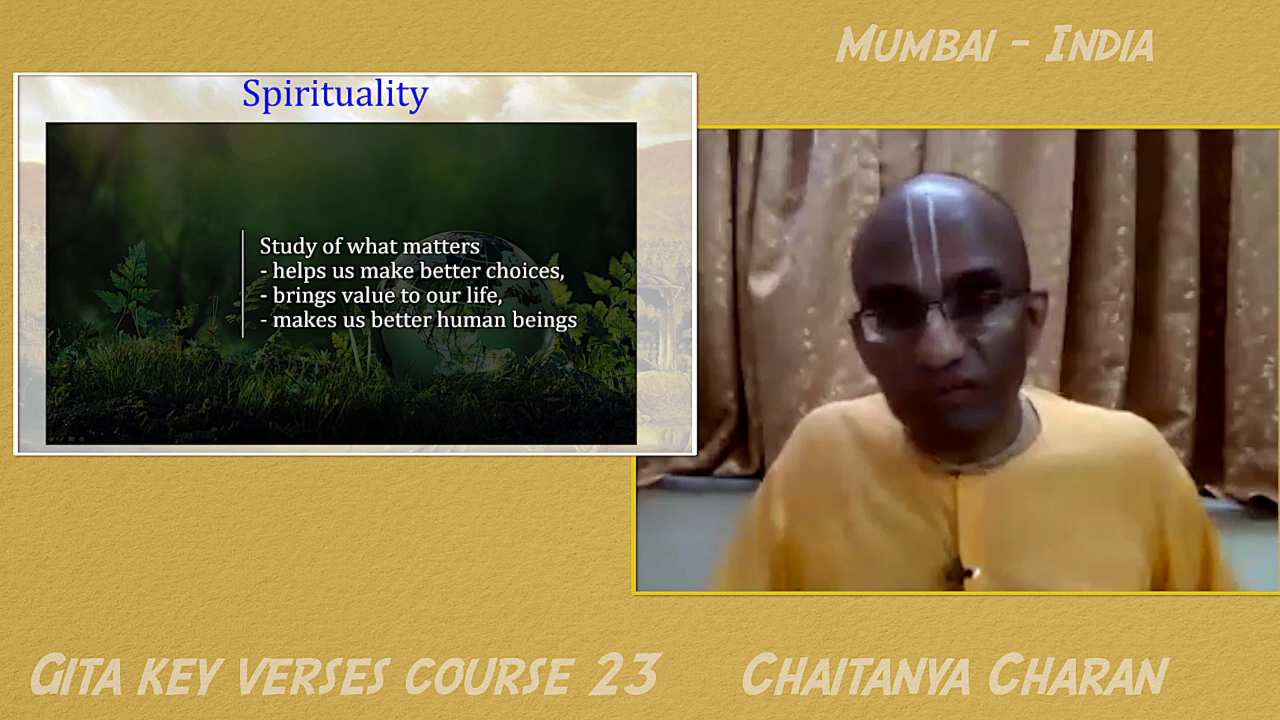 Mumbai - India
Spirituality
Study of what matters
- helps us make better choices,
- brings value to our life,
- makes us better human beings
Gita key verses course 23
Chaitanya Charan